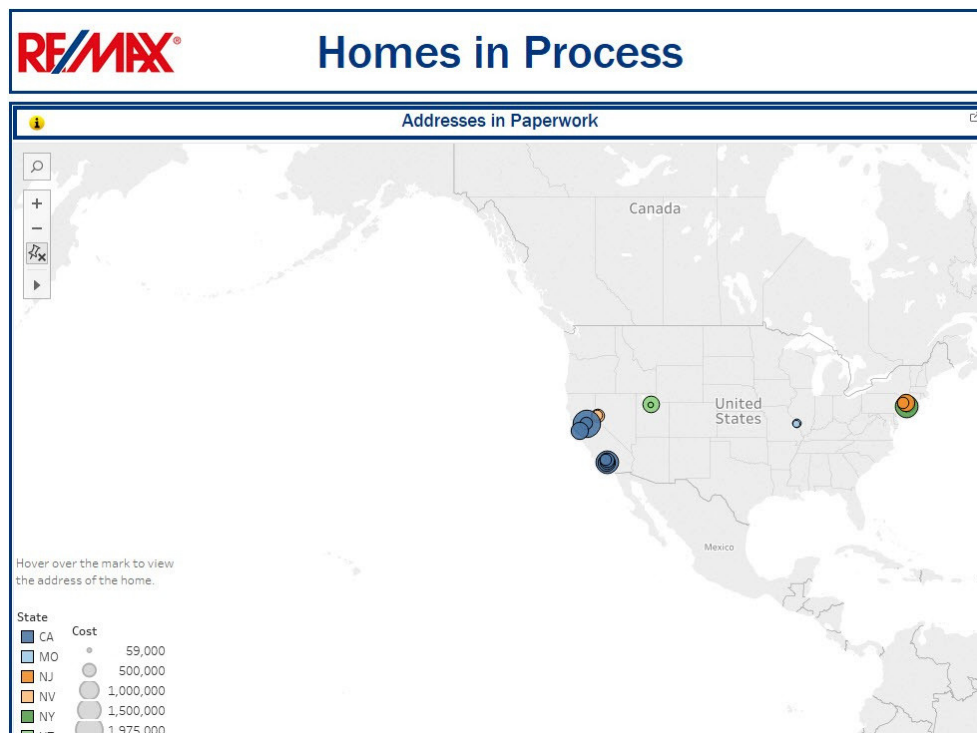 RE/MAX®
Homes in Process
Addresses in Paperwork
Canada
United
States
Mexico
Hover over the mark to view
the address of the home.
State
CA
MO
NJ
NV
NY
Cost
59,000
500,000
1,000,000
1,500,000
1,975,000